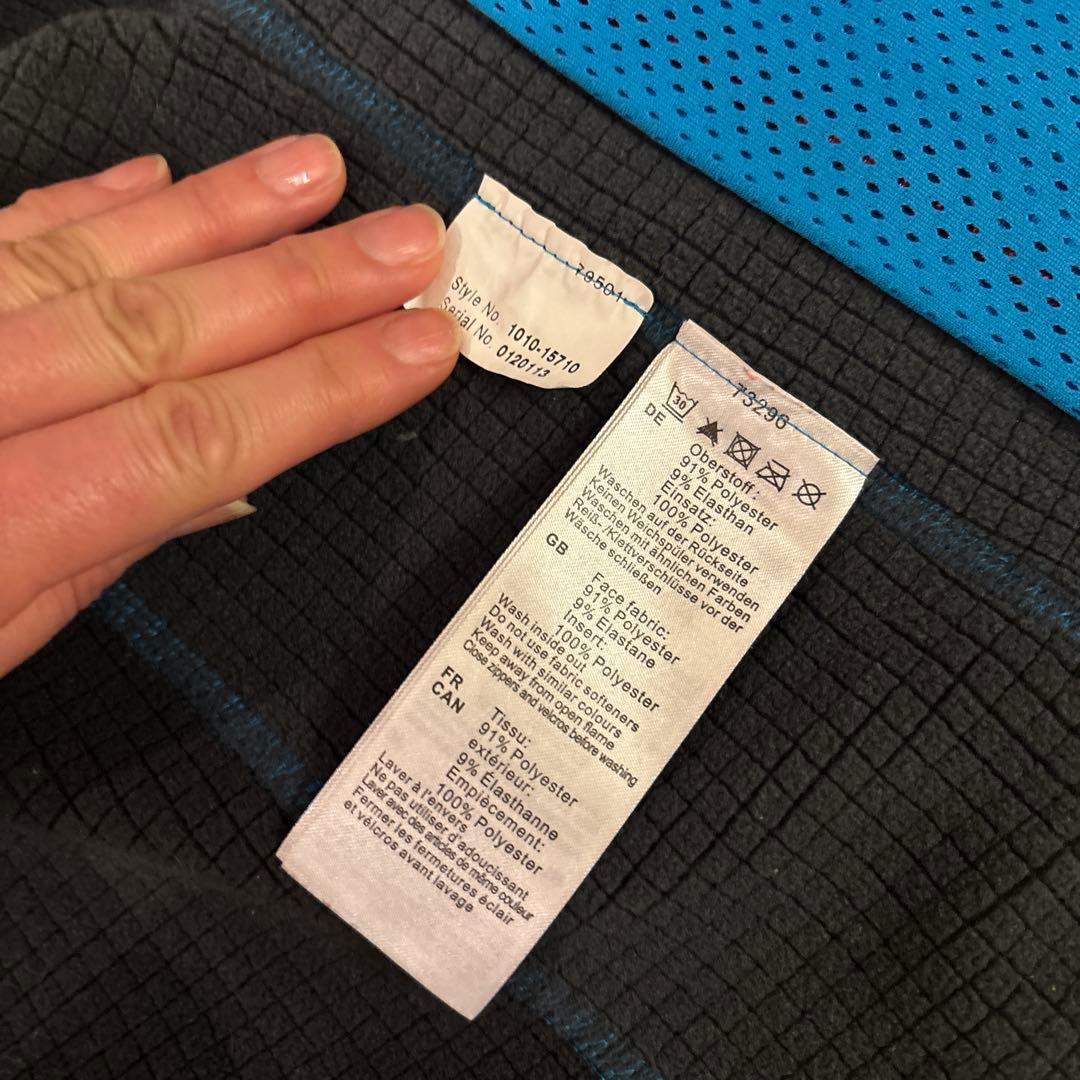 70501
Style No. 1010-15710
Serial No. 0120113
73296
30
DE
Oberstoff:
91% Polyester
9% Elasthan
Einsatz:
100% Polyester
Waschen auf der Rückseite
Keinen Weichspüler verwenden
Waschen mit ähnlichen Farben
Reiß-/Klettverschlüsse vor der
Wäsche schließen
GB
Face fabric:
91% Polyester
9% Elastane
Insert:
100% Polyester
Wash inside out
Do not use fabric softeners
Wash with similar colours
Keep away from open flame
Close zippers and velcros before washing
FR
CAN
Tissu:
91% Polyester
extérieur:
9% Élasthanne
Emplècement:
100% Polyester
Laver à l'envers
Ne pas utiliser d'adoucissant
Laver avec des articles de même couleur
Fermer les fermetures éclair
et vélcros avant lavage